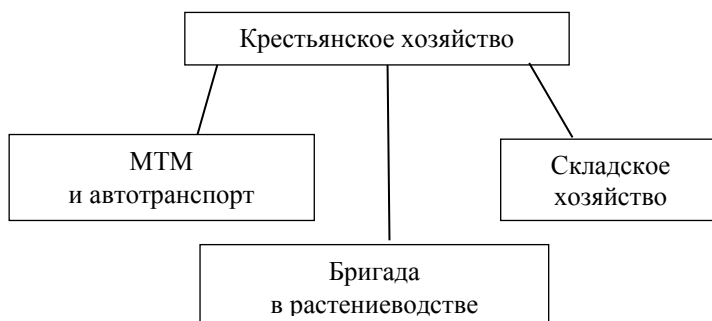 Крестьянское хозяйство
МТМ
и автотранспорт
Складское
хозяйство
Бригада
в растениеводстве